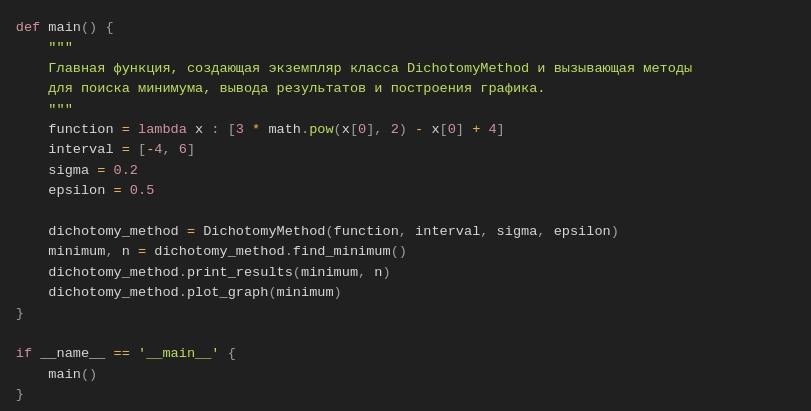 def main() {
    """
    Главная функция, создающая экземпляр класса DichotomyMethod и вызывающая методы
    для поиска минимума, вывода результатов и построения графика.
    """
    function = lambda x : [3 * math.pow(x[0], 2) - x[0] + 4]
    interval = [-4, 6]
    sigma = 0.2
    epsilon = 0.5

    dichotomy_method = DichotomyMethod(function, interval, sigma, epsilon)
    minimum, n = dichotomy_method.find_minimum()
    dichotomy_method.print_results(minimum, n)
    dichotomy_method.plot_graph(minimum)
}

if __name__ == '__main__' {
    main()
}